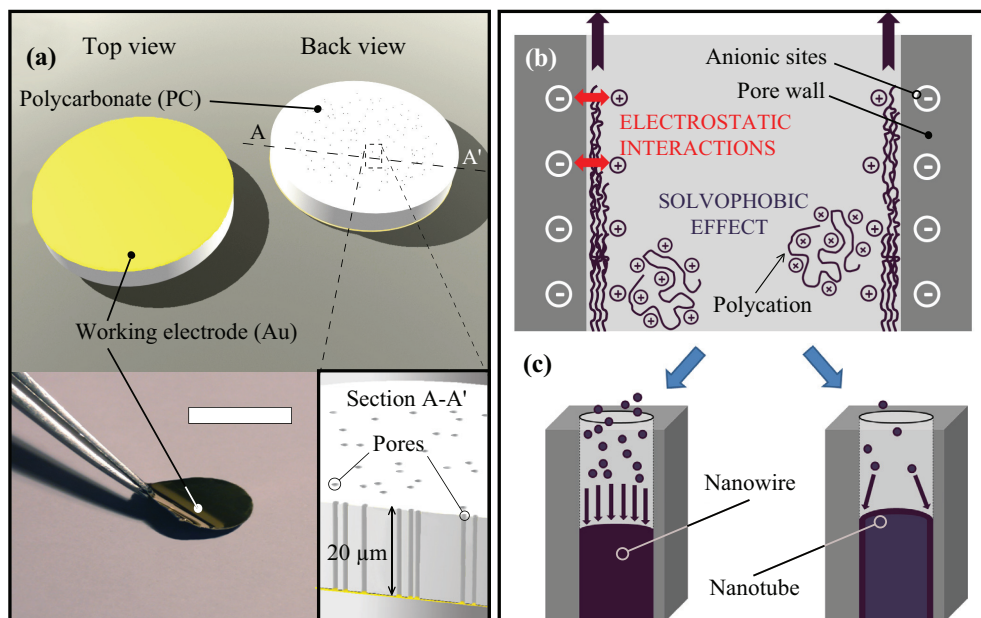 (a)
Top view
Back view
Polycarbonate (PC)
A
A'
Working electrode (Au)
Section A-A'
Pores
20 µm
(b)
Anionic sites
Pore wall
ELECTROSTATIC
INTERACTIONS
SOLVOPHOBIC
EFFECT
Polycation
(c)
Nanowire
Nanotube